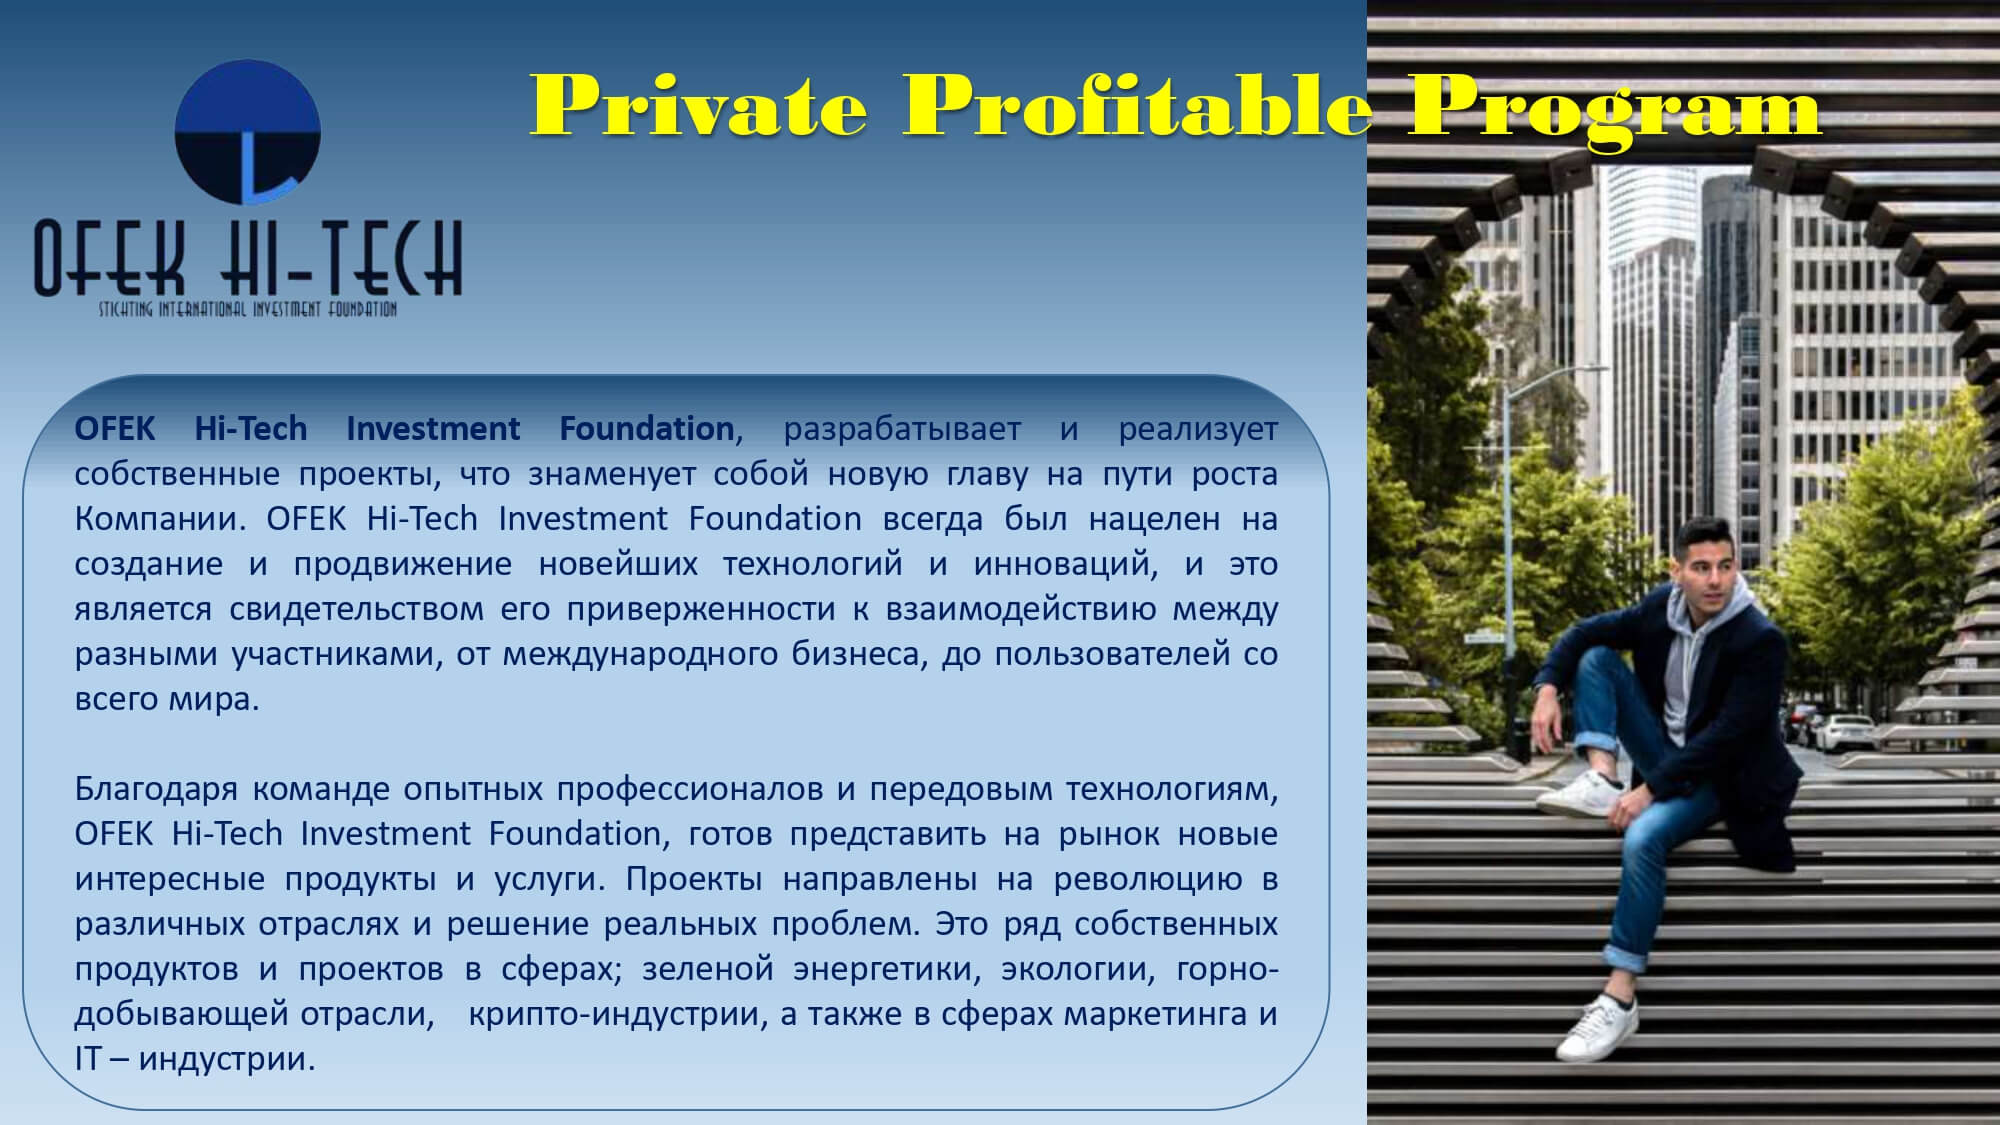 Private Profitable Program
OFEK HI-TECH
STICHTING INTERNATIONAL INVESTMENT FOUNDATION
OFEK Hi-Tech Investment Foundation, разрабатывает и реализует
собственные проекты, что знаменует собой новую главу на пути роста
Компании. OFEK Hi-Tech Investment Foundation всегда был нацелен на
создание и продвижение новейших технологий и инноваций, и это
является свидетельством его приверженности к взаимодействию между
разными участниками, от международного бизнеса, до пользователей со
всего мира.
Благодаря команде опытных профессионалов и передовым технологиям,
OFEK Hi-Tech Investment Foundation, готов представить на рынок новые
интересные продукты и услуги. Проекты направлены на революцию в
различных отраслях и решение реальных проблем. Это ряд собственных
продуктов и проектов в сферах; зеленой энергетики, экологии, горно-
добывающей отрасли, крипто-индустрии, а также в сферах маркетинга и
IT – индустрии.